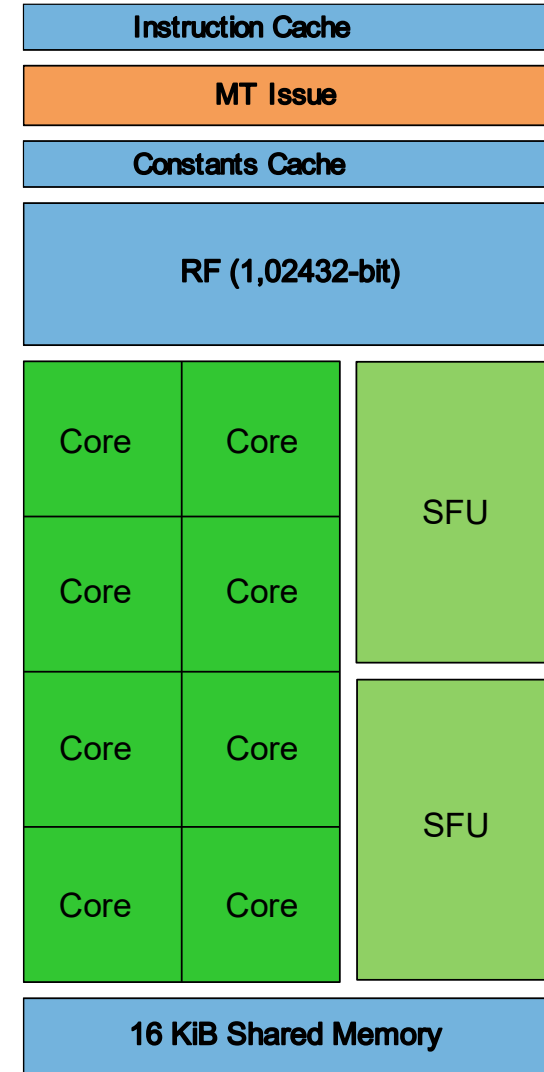 Instruction Cache
MT Issue
Constants Cache
RF (1,02432-bit)
Core
Core
SFU
Core
Core
Core
Core
SFU
Core
Core
16 KiB Shared Memory